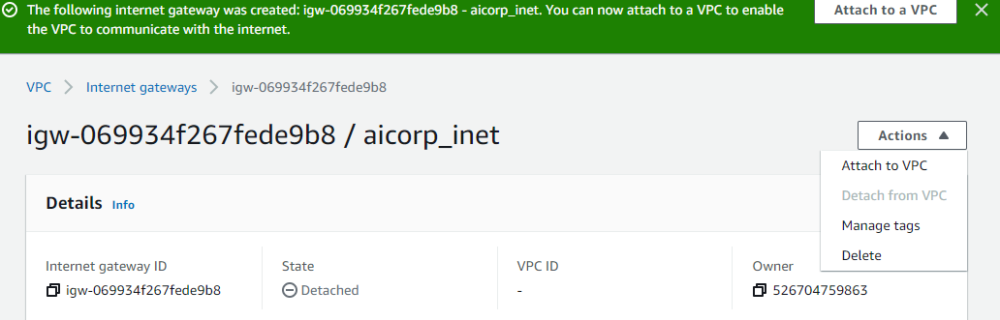 The following internet gateway was created: igw-069934f267fede9b8 - aicorp_inet. You can now attach to a VPC to enable
the VPC to communicate with the internet.
Attach to a VPC
VPC
Internet gateways
igw-069934f267fede9b8
igw-069934f267fede9b8 / aicorp_inet
Actions
Attach to VPC
Detach from VPC
Manage tags
Delete
Details Info
Internet gateway ID
igw-069934f267fede9b8
State
Detached
VPC ID
-
Owner
526704759863